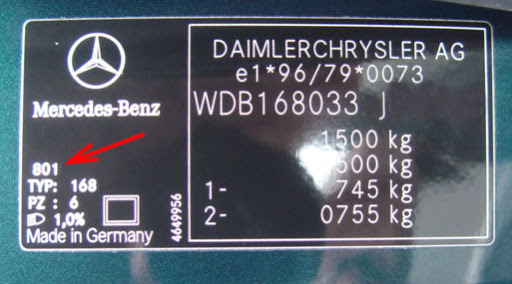 Mercedes-Benz
801
TYP: 168
PZ : 6
1,0%
Made in Germany
4649956
DAIMLERCHRYSLER AG
e1*96/79*0073
WDB168033 J
1500 kg
500 kg
1- 745 kg
2- 0755 kg